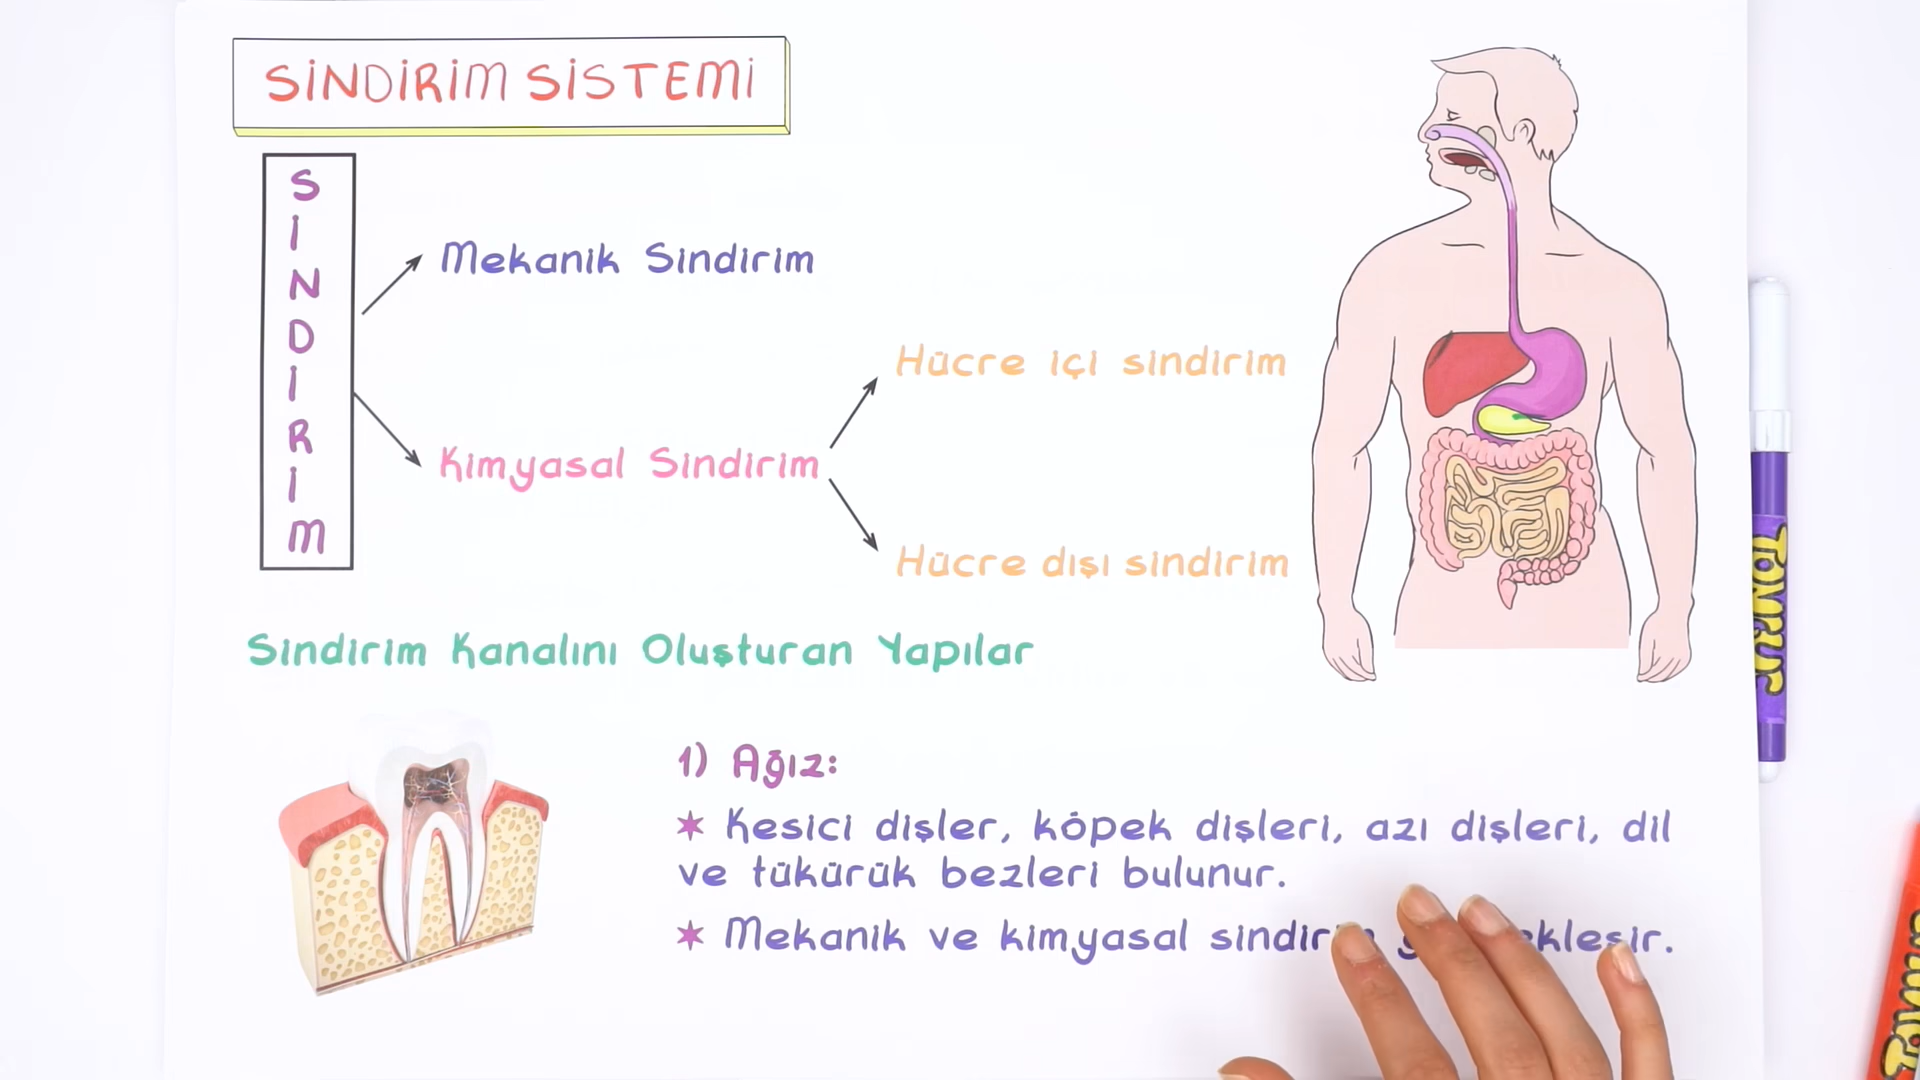 SİNDİRİM SİSTEMİ
SİNDİRİM
Mekanik Sindirim
Kimyasal Sindirim
Hücre içi sindirim
Hücre dışı sindirim
Sindirim Kanalını Oluşturan Yapılar
1) Ağız:
✶ Kesici dişler, köpek dişleri, azı dişleri, dil
ve tükürük bezleri bulunur.
✶ Mekanik ve kimyasal
TOMBUL